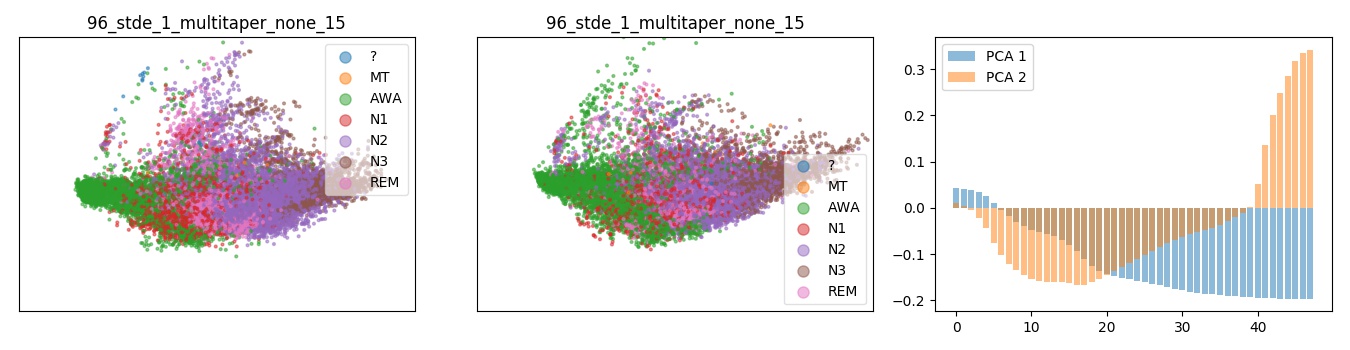 96_stde_1_multitaper_none_15
?
MT
AWA
N1
N2
N3
REM
96_stde_1_multitaper_none_15
?
MT
AWA
N1
N2
N3
REM
PCA 1
PCA 2
0.3
0.2
0.1
0.0
−0.1
−0.2
0 10 20 30 40